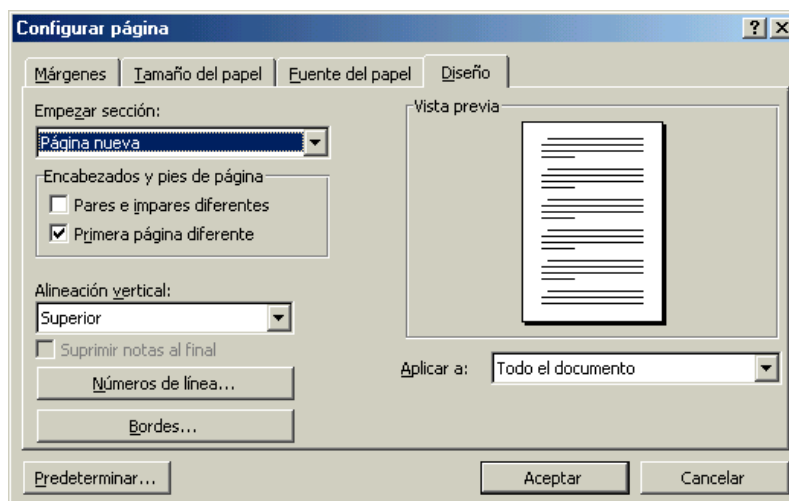 Configurar página
Márgenes
Tamaño del papel
Fuente del papel
Diseño
Empezar sección:
Página nueva
Encabezados y pies de página
Pares e impares diferentes
Primera página diferente
Alineación vertical:
Superior
Suprimir notas al final
Números de línea...
Bordes...
Vista previa
Aplicar a:
Todo el documento
Predeterminar...
Aceptar
Cancelar